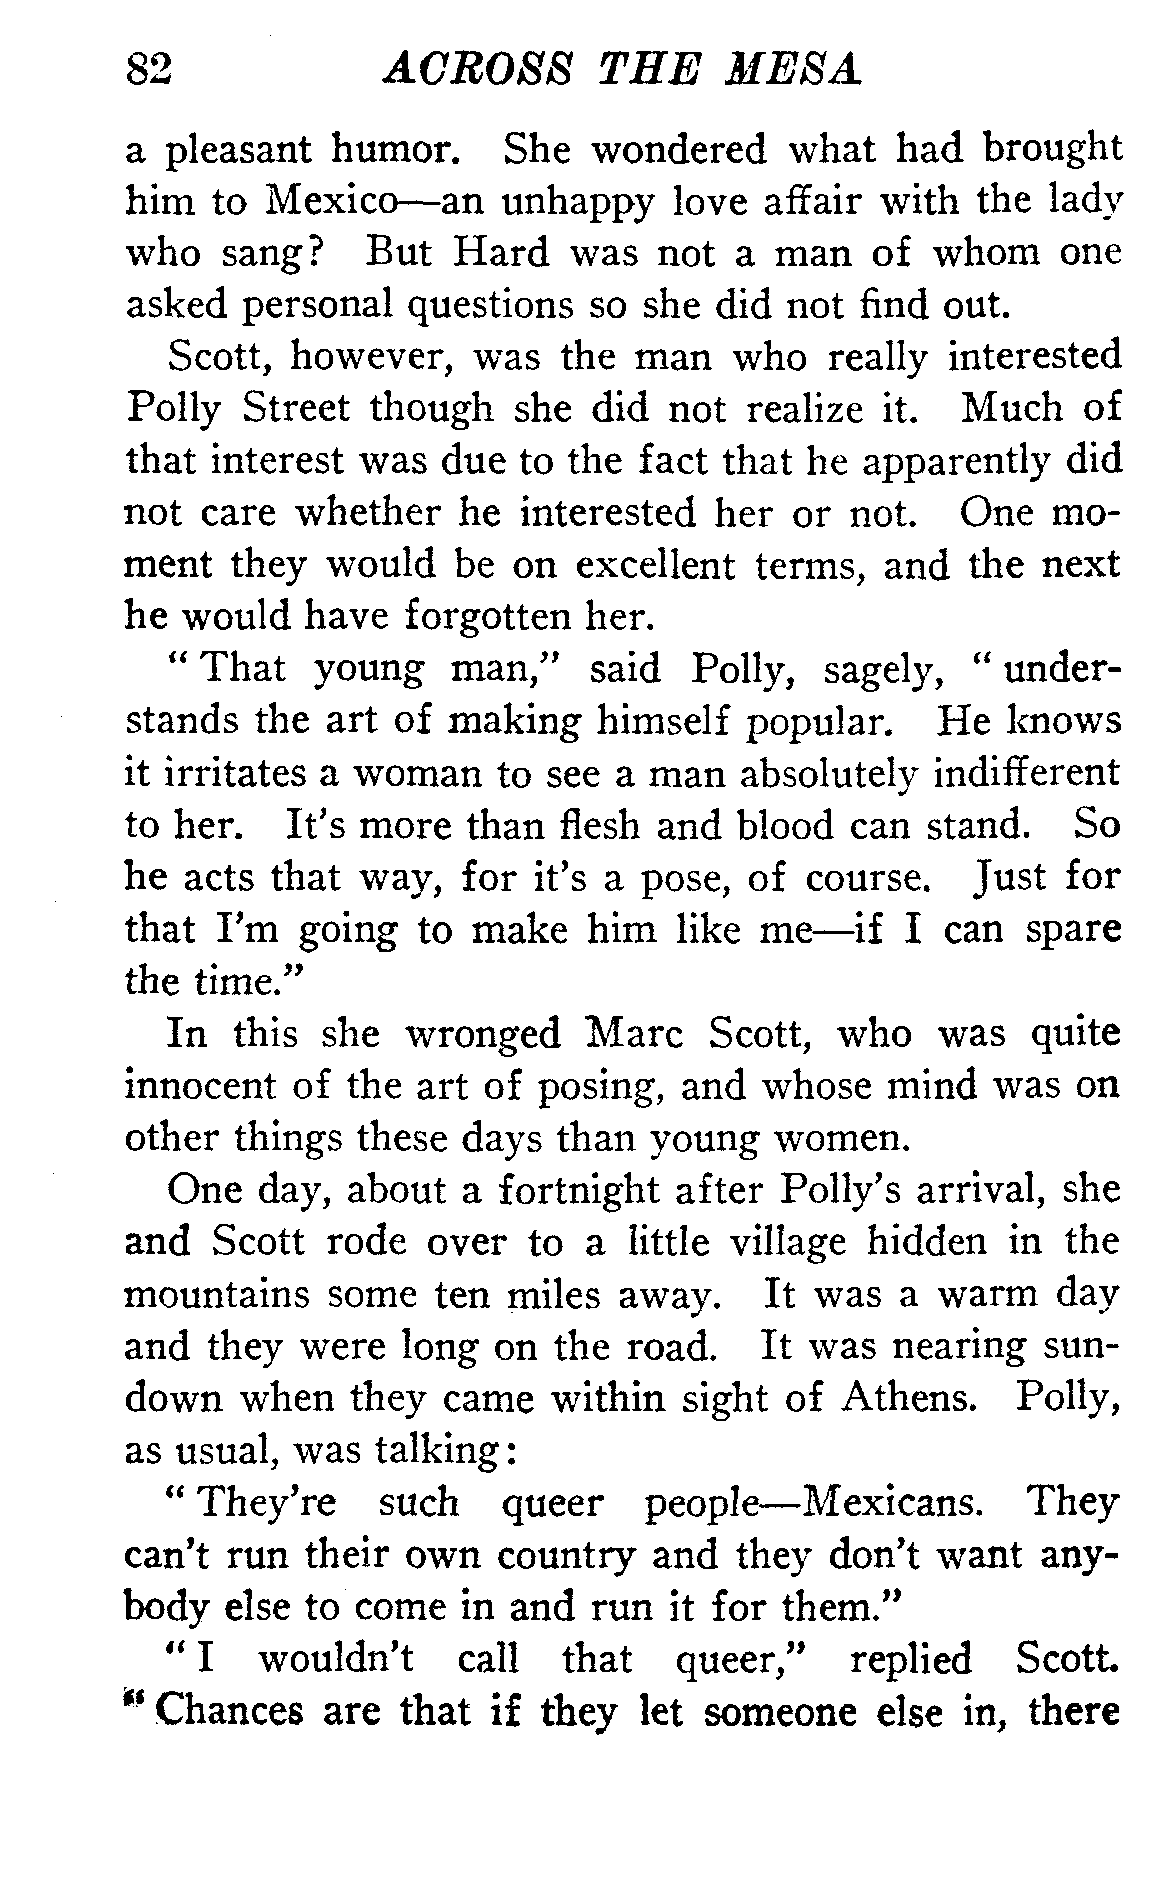 82 ACROSS THE MESA
a pleasant humor. She wondered what had brought
him to Mexico—an unhappy love affair with the lady
who sang? But Hard was not a man of whom one
asked personal questions so she did not find out.
Scott, however, was the man who really interested
Polly Street though she did not realize it. Much of
that interest was due to the fact that he apparently did
not care whether he interested her or not. One mo-
ment they would be on excellent terms, and the next
he would have forgotten her.
" That young man," said Polly, sagely, " under-
stands the art of making himself popular. He knows
it irritates a woman to see a man absolutely indifferent
to her. It's more than flesh and blood can stand. So
he acts that way, for it's a pose, of course. Just for
that I'm going to make him like me—if I can spare
the time."
In this she wronged Marc Scott, who was quite
innocent of the art of posing, and whose mind was on
other things these days than young women.
One day, about a fortnight after Polly's arrival, she
and Scott rode over to a little village hidden in the
mountains some ten miles away. It was a warm day
and they were long on the road. It was nearing sun-
down when they came within sight of Athens. Polly,
as usual, was talking:
" They're such queer people—Mexicans. They
can't run their own country and they don't want any-
body else to come in and run it for them."
" I wouldn't call that queer," replied Scott.
" Chances are that if they let someone else in, there